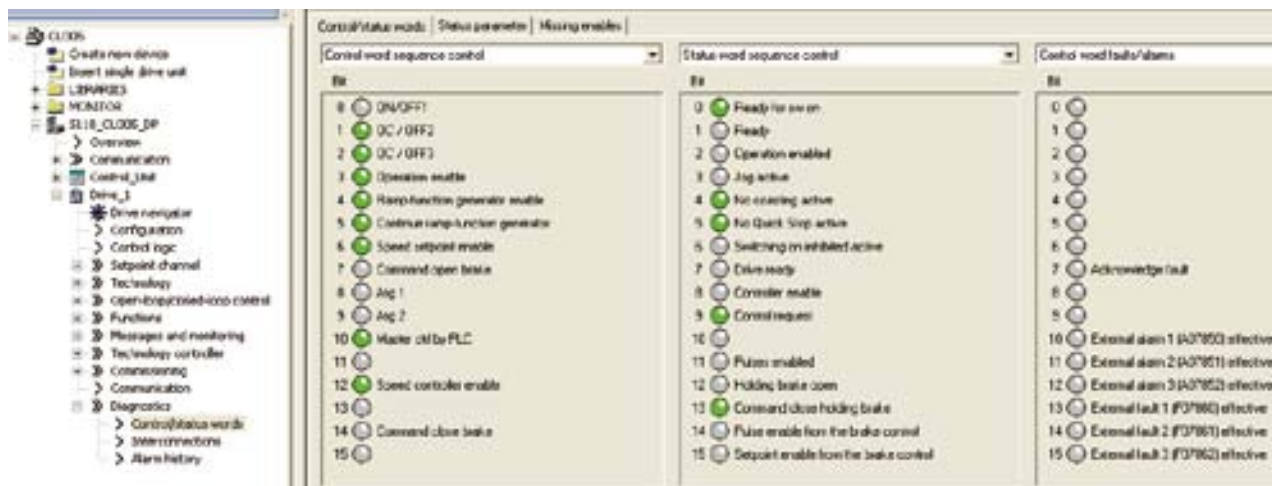 CU305
Create new device
Insert single drive unit
LIBRARIES
MONITOR
S110_CU305_DP
Overview
Communication
Control_Unit
Drive_1
Drive navigator
Configuration
Control logic
Setpoint channel
Technology
Open-loop/closed-loop control
Functions
Messages and monitoring
Technology controller
Commissioning
Communication
Diagnostics
Control/status words
Interconnections
Alarm history
Control/status words Status parameter Missing enables
Control word sequence control
Bit
0 ON/OFF1
1 OC / OFF2
2 OC / OFF3
3 Operation enable
4 Ramp-function generator enable
5 Continue ramp-function generator
6 Speed setpoint enable
7 Command open brake
8 Jog 1
9 Jog 2
10 Master ctrl by PLC
11
12 Speed controller enable
13
14 Command close brake
15
Status word sequence control
Bit
0 Ready for sw on
1 Ready
2 Operation enabled
3 Jog active
4 No coasting active
5 No Quick Stop active
6 Switching on inhibited active
7 Drive ready
8 Controller enable
9 Control request
10
11 Pulses enabled
12 Holding brake open
13 Command close holding brake
14 Pulse enable from the brake control
15 Setpoint enable from the brake control
Control word faults/alarms
Bit
0
1
2
3
4
5
6
7 Acknowledge fault
8
9
10 External alarm 1 (A07850) effective
11 External alarm 2 (A07851) effective
12 External alarm 3 (A07852) effective
13 External fault 1 (F07860) effective
14 External fault 2 (F07861) effective
15 External fault 3 (F07862) effective